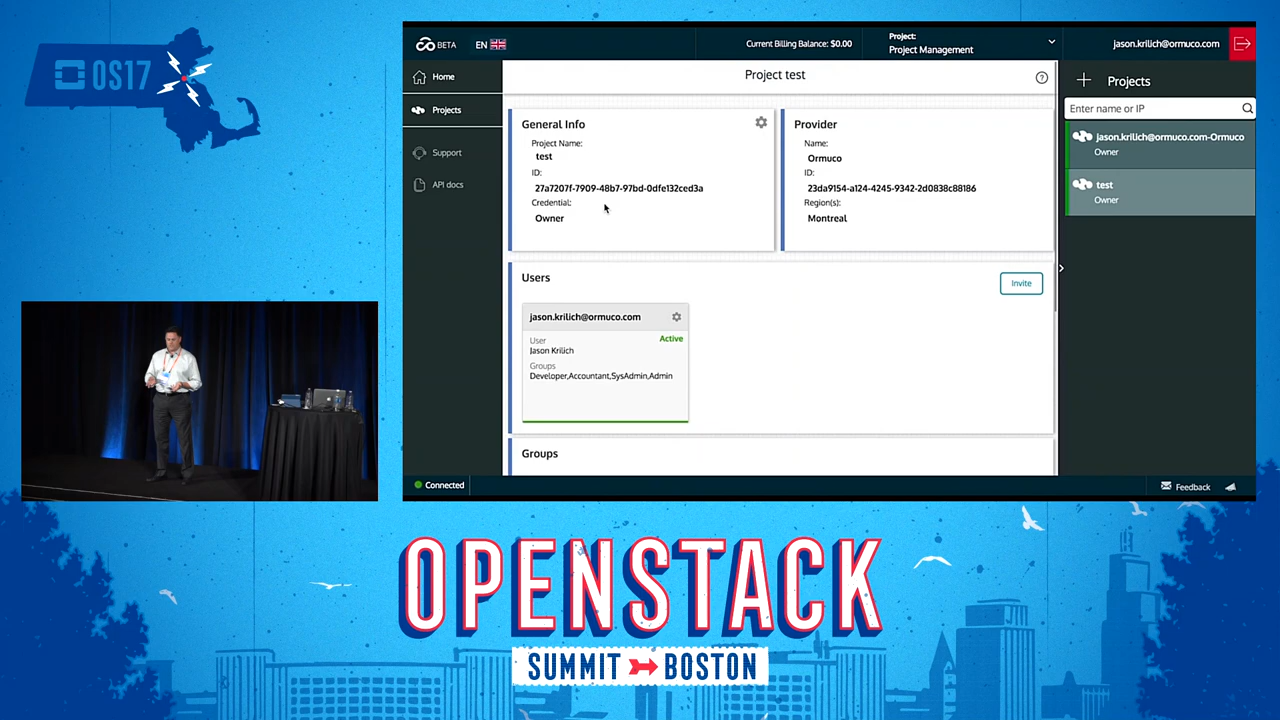 OS17
BETA
EN
Current Billing Balance: $0.00
Project:
Project Management
jason.krilich@ormuco.com
Home
Projects
Support
API docs
Project test
?
General Info
Project Name:
test
ID:
27a7207f-7909-48b7-97bd-0dfe132ced3a
Credential:
Owner
Provider
Name:
Ormuco
ID:
23da9154-a124-4245-9342-2d0838c88186
Region(s):
Montreal
Users
Invite
jason.krilich@ormuco.com
Active
User
Jason Krilich
Groups
Developer,Accountant,SysAdmin,Admin
Groups
Projects
Enter name or IP
jason.krilich@ormuco.com-Ormuco
Owner
test
Owner
Connected
Feedback
OPENSTACK
SUMMIT BOSTON